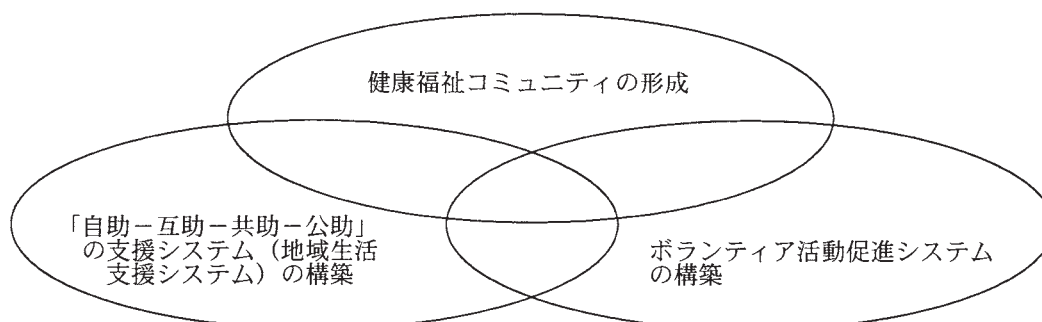 健康福祉コミュニティの形成
「自助－互助－共助－公助」
の支援システム（地域生活
支援システム）の構築
ボランティア活動促進システム
の構築